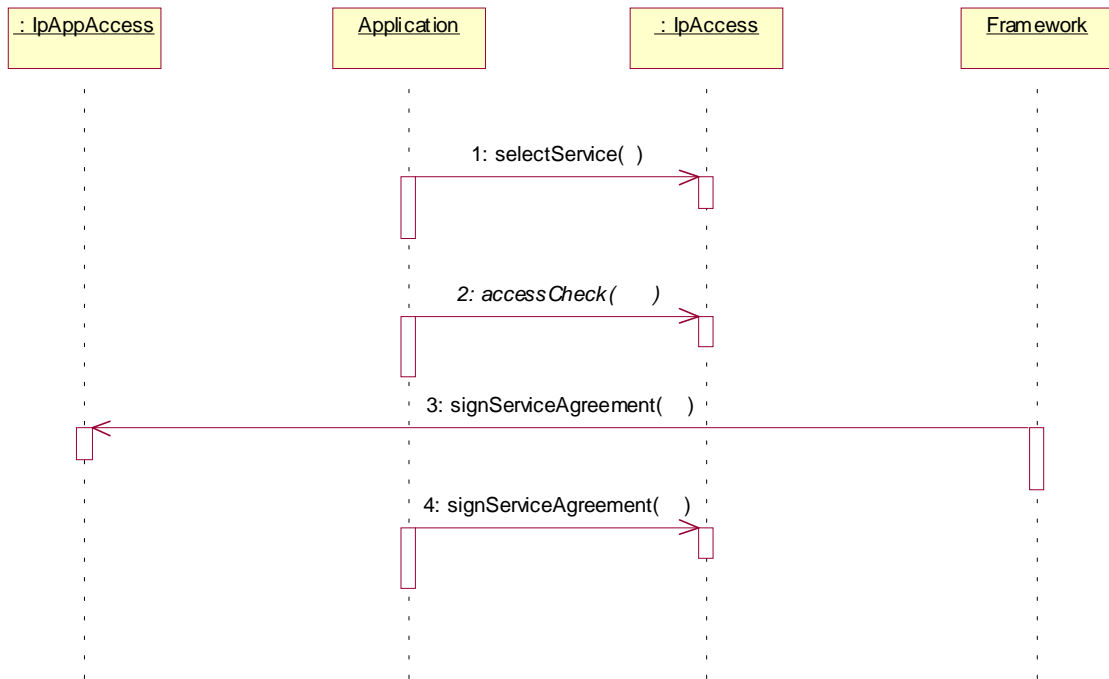 : IpAppAccess
Application
: IpAccess
Framework
1: selectService( )
2: accessCheck( )
3: signServiceAgreement( )
4: signServiceAgreement( )